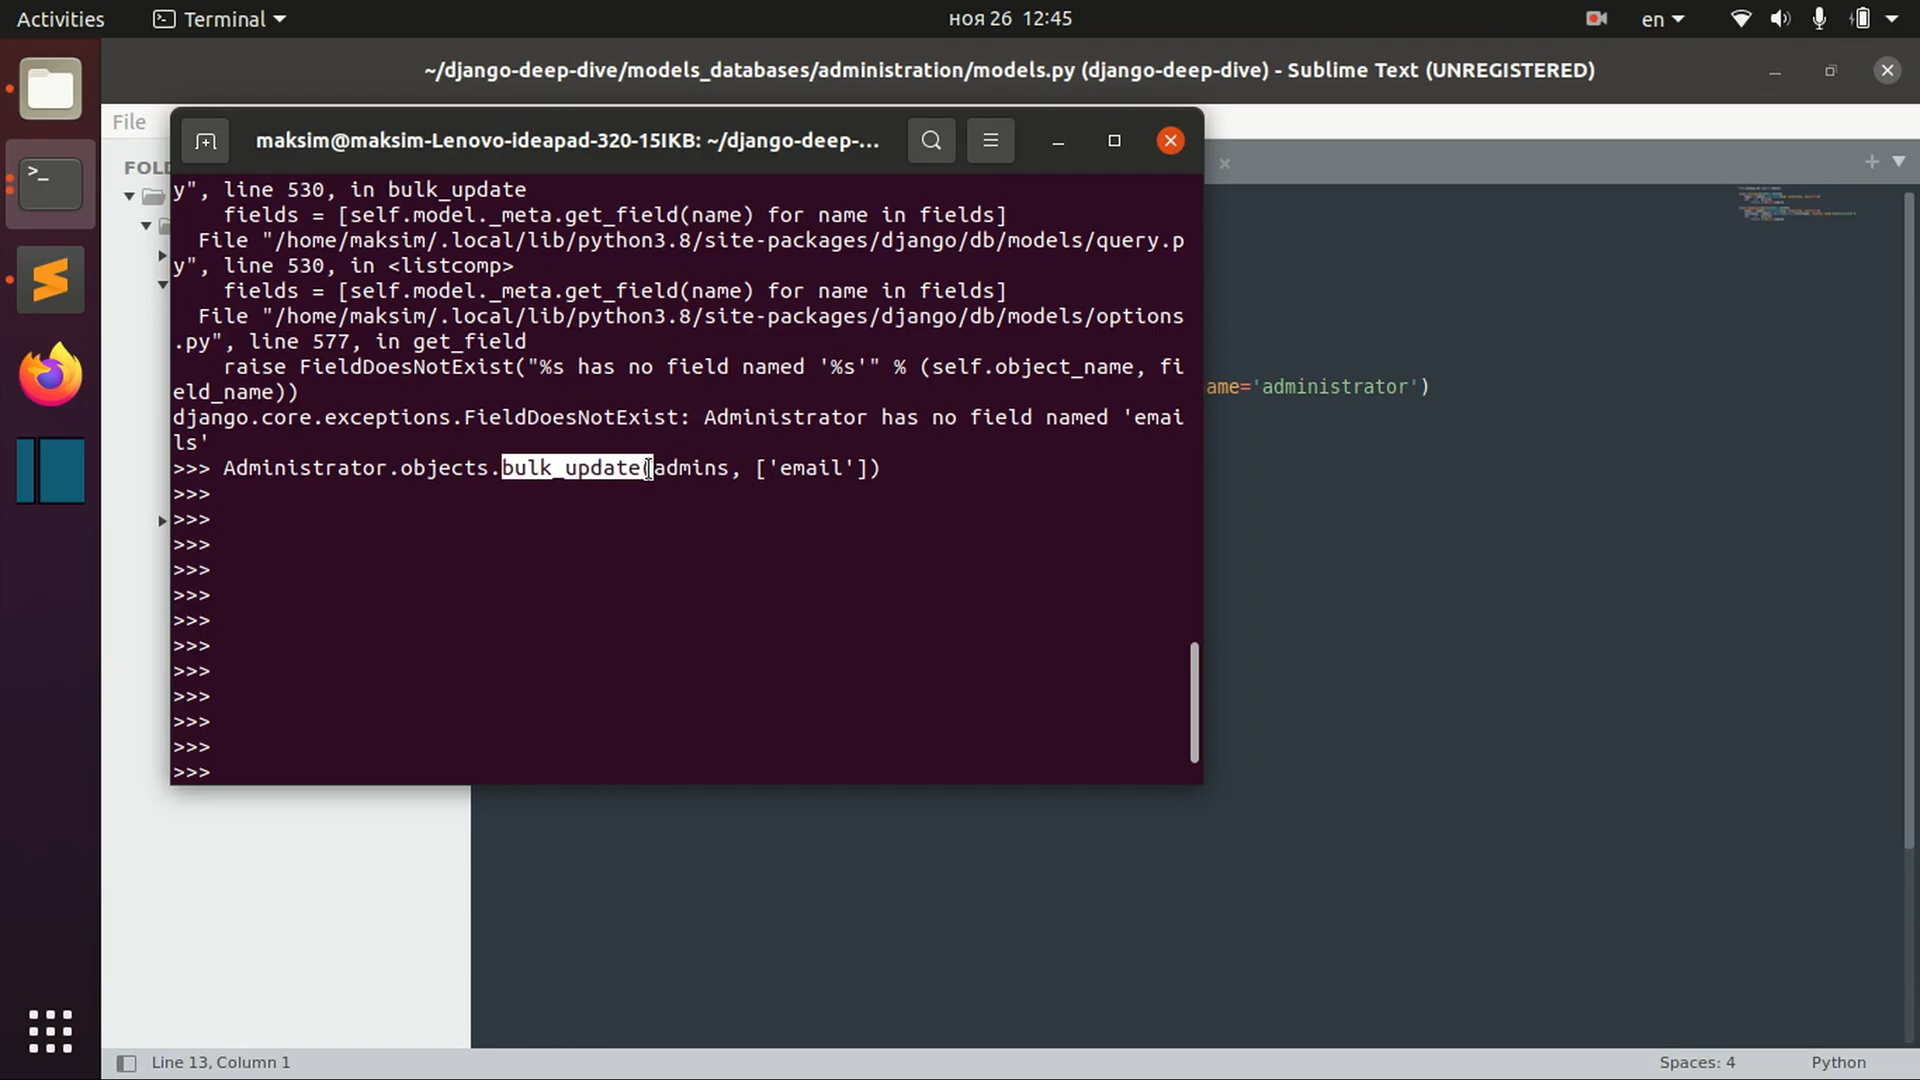 Activities
Terminal
ноя 26 12:45
en
~/django-deep-dive/models_databases/administration/models.py (django-deep-dive) - Sublime Text (UNREGISTERED)
File
maksim@maksim-Lenovo-ideapad-320-15IKB: ~/django-deep-...
FOLD
y", line 530, in bulk_update
fields = [self.model._meta.get_field(name) for name in fields]
File "/home/maksim/.local/lib/python3.8/site-packages/django/db/models/query.p
y", line 530, in <listcomp>
fields = [self.model._meta.get_field(name) for name in fields]
File "/home/maksim/.local/lib/python3.8/site-packages/django/db/models/options
.py", line 577, in get_field
raise FieldDoesNotExist("%s has no field named '%s'" % (self.object_name, fi
eld_name))
ame='administrator')
django.core.exceptions.FieldDoesNotExist: Administrator has no field named 'emai
ls'
>>> Administrator.objects.bulk_update(admins, ['email'])
>>>
>>>
>>>
>>>
>>>
>>>
>>>
>>>
>>>
>>>
>>>
>>>
Line 13, Column 1
Spaces: 4
Python